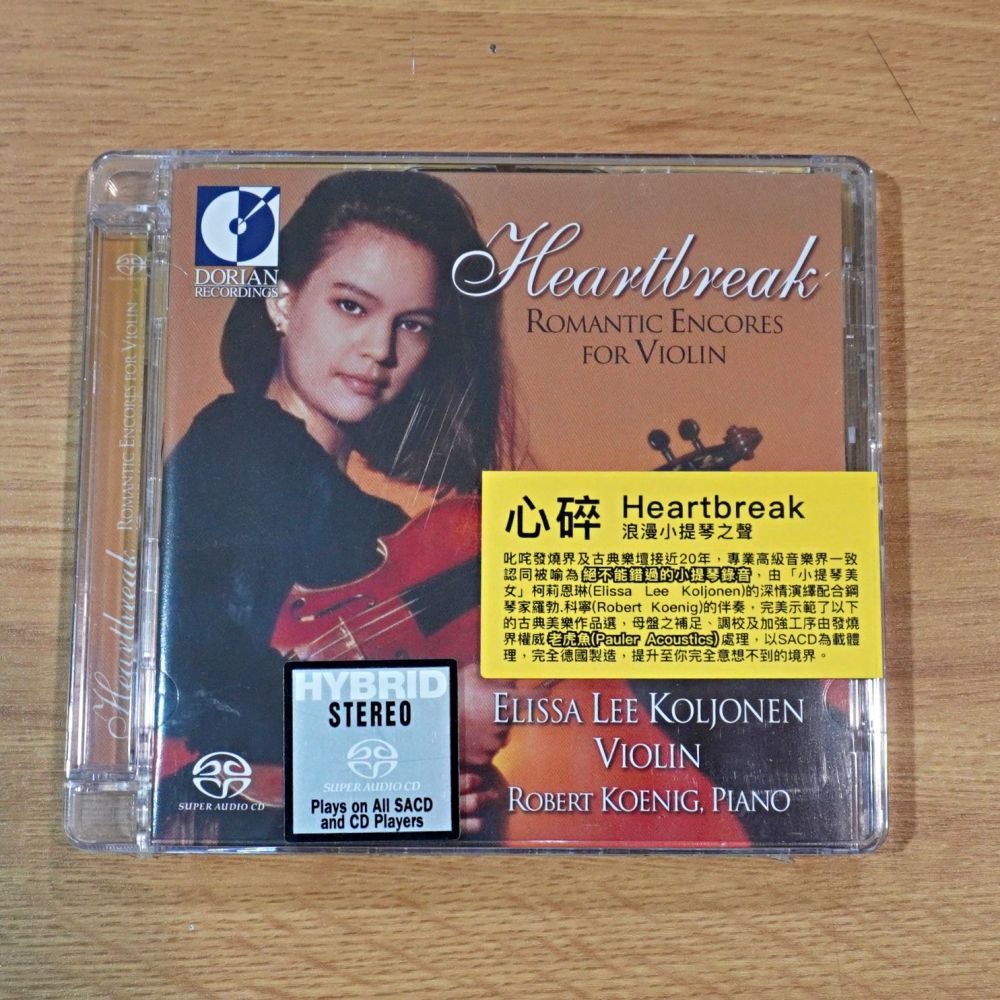 DORIAN
RECORDINGS
Heartbreak
ROMANTIC ENCORES
FOR VIOLIN
Heartbreak ROMANTIC ENCORES FOR VIOLIN
心碎 Heartbreak
浪漫小提琴之聲
叱咤發燒界及古典樂壇接近20年，專業高級音樂界一致
認同被喻為絕不能錯過的小提琴錄音，由「小提琴美
女」柯莉恩琳(Elissa Lee Koljonen)的深情演繹配合鋼
琴家羅勃.科寧(Robert Koenig)的伴奏，完美示範了以下
的古典美樂作品選，母盤之補足、調校及加強工序由發燒
界權威老虎魚(Pauler Acoustics)處理，以SACD為載體
理，完全德國製造，提升至你完全意想不到的境界。
ELISSA LEE KOLJONEN
VIOLIN
ROBERT KOENIG, PIANO
SUPER AUDIO CD
HYBRID
STEREO
SUPER AUDIO CD
Plays on All SACD
and CD Players